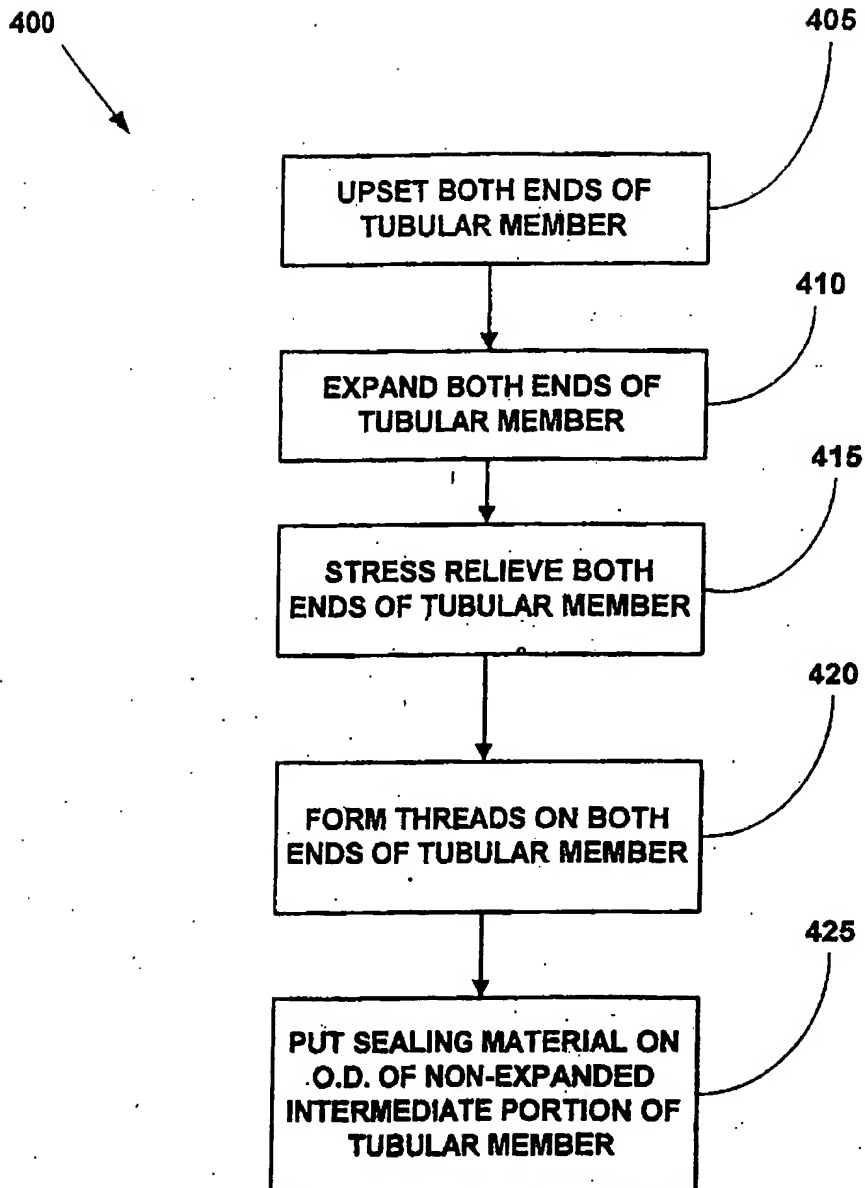 400
405
UPSET BOTH ENDS OF
TUBULAR MEMBER
410
EXPAND BOTH ENDS OF
TUBULAR MEMBER
415
STRESS RELIEVE BOTH
ENDS OF TUBULAR MEMBER
420
FORM THREADS ON BOTH
ENDS OF TUBULAR MEMBER
425
PUT SEALING MATERIAL ON
O.D. OF NON-EXPANDED
INTERMEDIATE PORTION OF
TUBULAR MEMBER